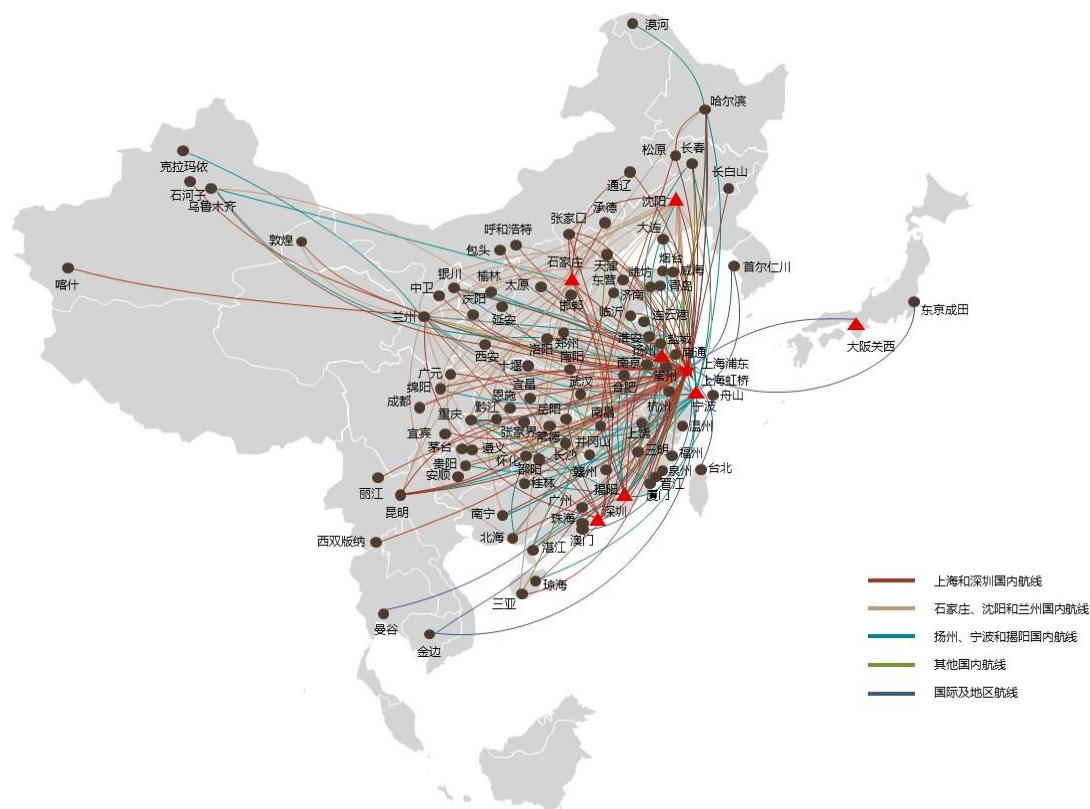 漠河
哈尔滨
松原
长春
克拉玛依
长白山
通辽
石河子
乌鲁木齐
沈阳
承德
张家口
大连
呼和浩特
敦煌
包头
石家庄
天津
烟台
首尔仁川
喀什
银川
榆林
太原
东营
潍坊
威海
青岛
中卫
庆阳
邯郸
济南
东京成田
兰州
延安
临沂
连云港
大阪关西
西安
洛阳
郑州
淮安
盐城
扬州
南通
南阳
南京
常州
上海浦东
广元
十堰
上海虹桥
绵阳
宜昌
武汉
合肥
成都
恩施
杭州
宁波
舟山
重庆
黔江
岳阳
南昌
宜宾
张家界
常德
井冈山
上饶
温州
茅台
遵义
长沙
三明
福州
贵阳
怀化
邵阳
赣州
泉州
台北
安顺
桂林
揭阳
晋江
丽江
厦门
昆明
广州
南宁
珠海
深圳
西双版纳
北海
澳门
湛江
琼海
三亚
曼谷
金边
上海和深圳国内航线
石家庄、沈阳和兰州国内航线
扬州、宁波和揭阳国内航线
其他国内航线
国际及地区航线